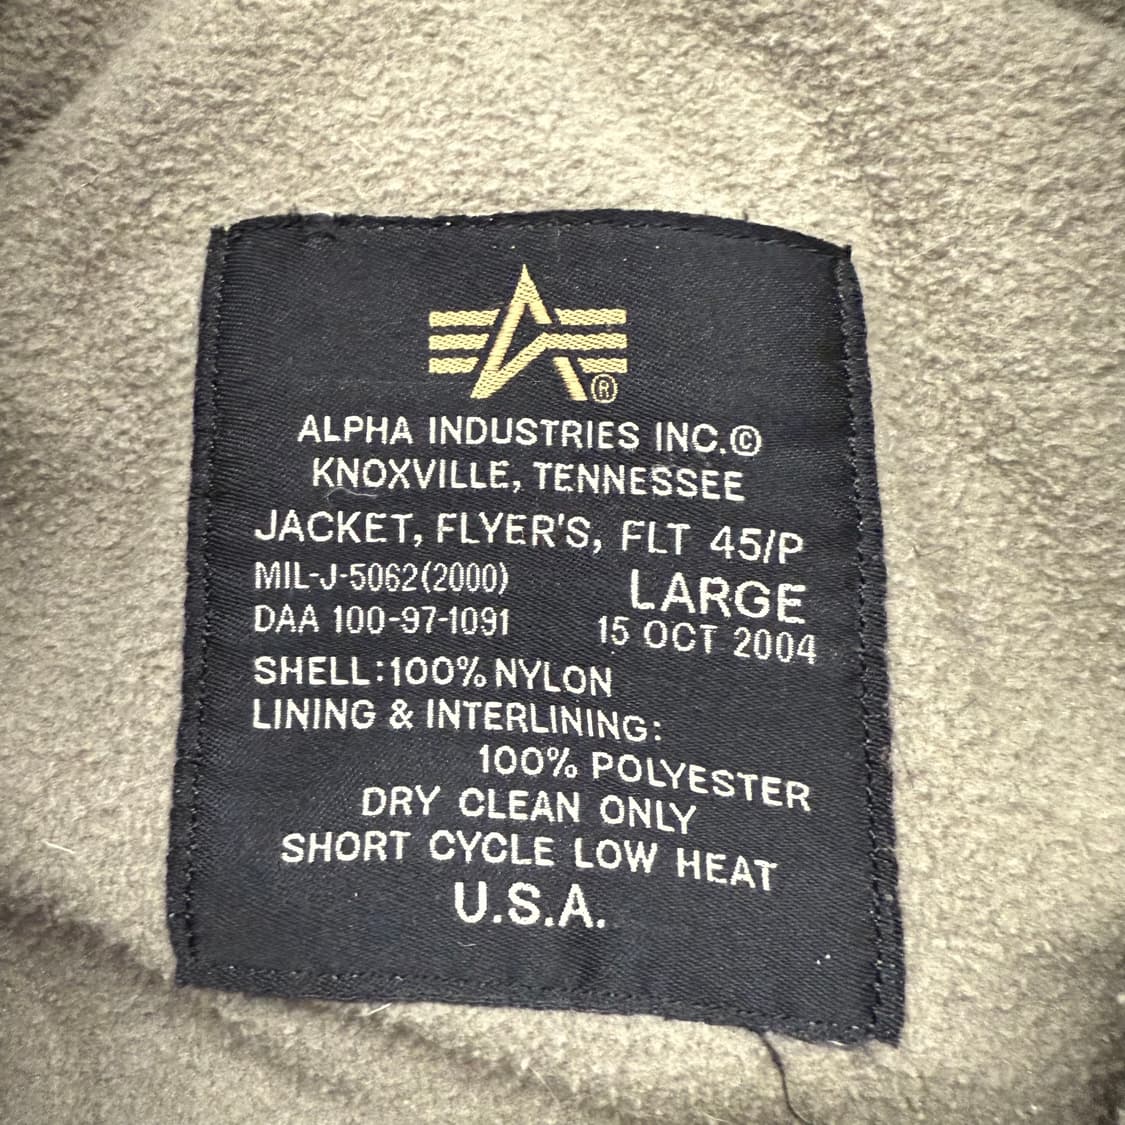 ALPHA INDUSTRIES INC.©
KNOXVILLE, TENNESSEE
JACKET, FLYER'S, FLT 45/P
MIL-J-5062(2000) LARGE
DAA 100-97-1091 15 OCT 2004
SHELL:100% NYLON
LINING & INTERLINING:
100% POLYESTER
DRY CLEAN ONLY
SHORT CYCLE LOW HEAT
U.S.A.